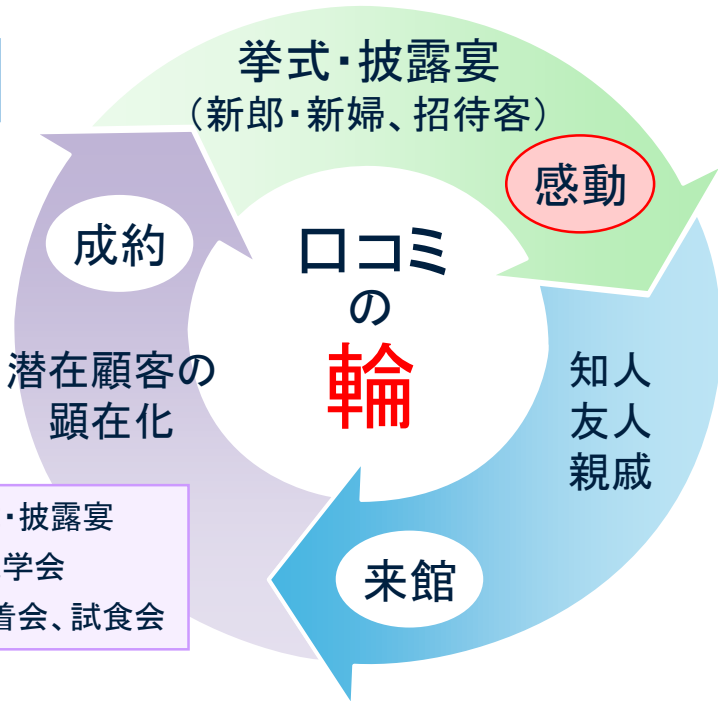 挙式・披露宴
（新郎・新婦、招待客）
感動
口コミ
の
輪
知人
友人
親戚
来館
潜在顧客の
顕在化
成約
・披露宴
学会
着会、試食会